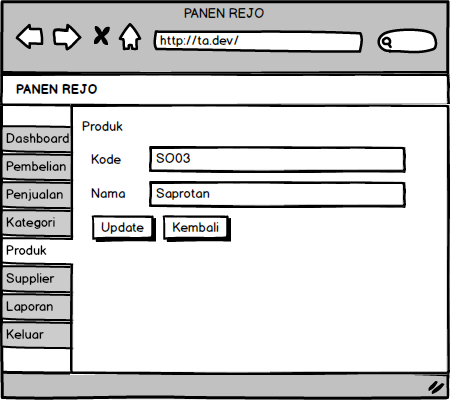 PANEN REJO
http://ta.dev/
PANEN REJO
Dashboard
Pembelian
Penjualan
Kategori
Produk
Supplier
Laporan
Keluar
Produk
Kode
SO03
Nama
Saprotan
Update
Kembali